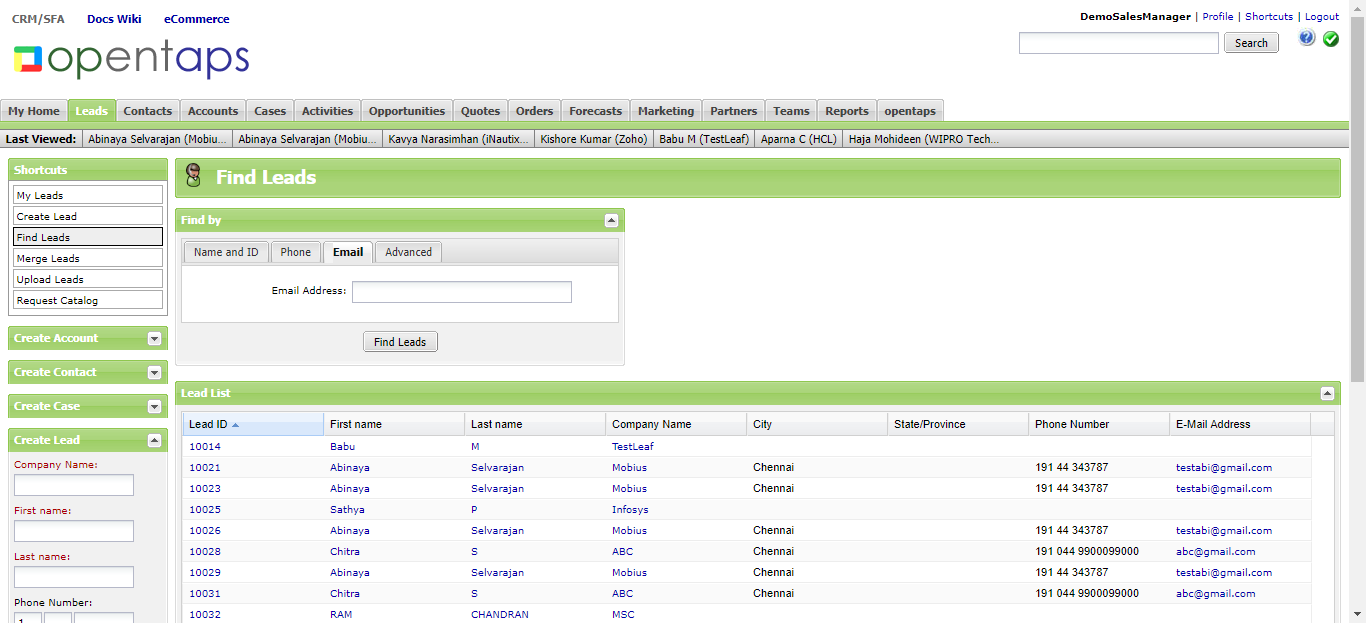 CRM/SFA Docs Wiki eCommerce
DemoSalesManager | Profile | Shortcuts | Logout
opentaps
Search
My Home Leads Contacts Accounts Cases Activities Opportunities Quotes Orders Forecasts Marketing Partners Teams Reports opentaps
Last Viewed: Abinaya Selvarajan (Mobiu... Abinaya Selvarajan (Mobiu... Kavya Narasimhan (iNautix... Kishore Kumar (Zoho) Babu M (TestLeaf) Aparna C (HCL) Haja Mohideen (WIPRO Tech...
Shortcuts
My Leads
Create Lead
Find Leads
Merge Leads
Upload Leads
Request Catalog
Create Account
Create Contact
Create Case
Create Lead
Company Name:
First name:
Last name:
Phone Number:
1
Find Leads
Find by
Name and ID Phone Email Advanced
Email Address:
Find Leads
Lead List
Lead ID First name Last name Company Name City State/Province Phone Number E-Mail Address
10014 Babu M TestLeaf
10021 Abinaya Selvarajan Mobius Chennai 191 44 343787 testabi@gmail.com
10023 Abinaya Selvarajan Mobius Chennai 191 44 343787 testabi@gmail.com
10025 Sathya P Infosys
10026 Abinaya Selvarajan Mobius Chennai 191 44 343787 testabi@gmail.com
10028 Chitra S ABC Chennai 191 044 9900099000 abc@gmail.com
10029 Abinaya Selvarajan Mobius Chennai 191 44 343787 testabi@gmail.com
10031 Chitra S ABC Chennai 191 044 9900099000 abc@gmail.com
10032 RAM CHANDRAN MSC